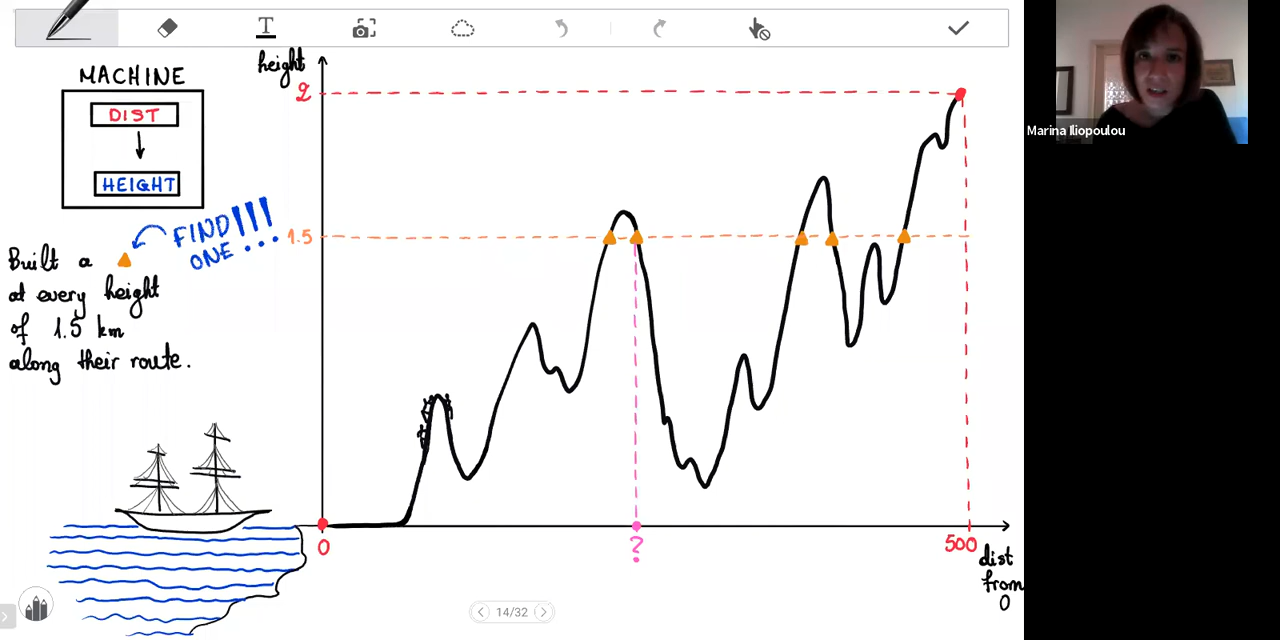 T
MACHINE
DIST
HEIGHT
FIND!!!
ONE...
Built a
at every height
of 1.5 km
along their route.
height
2
1.5
0
?
500
dist
from
0
14/32
Marina Iliopoulou